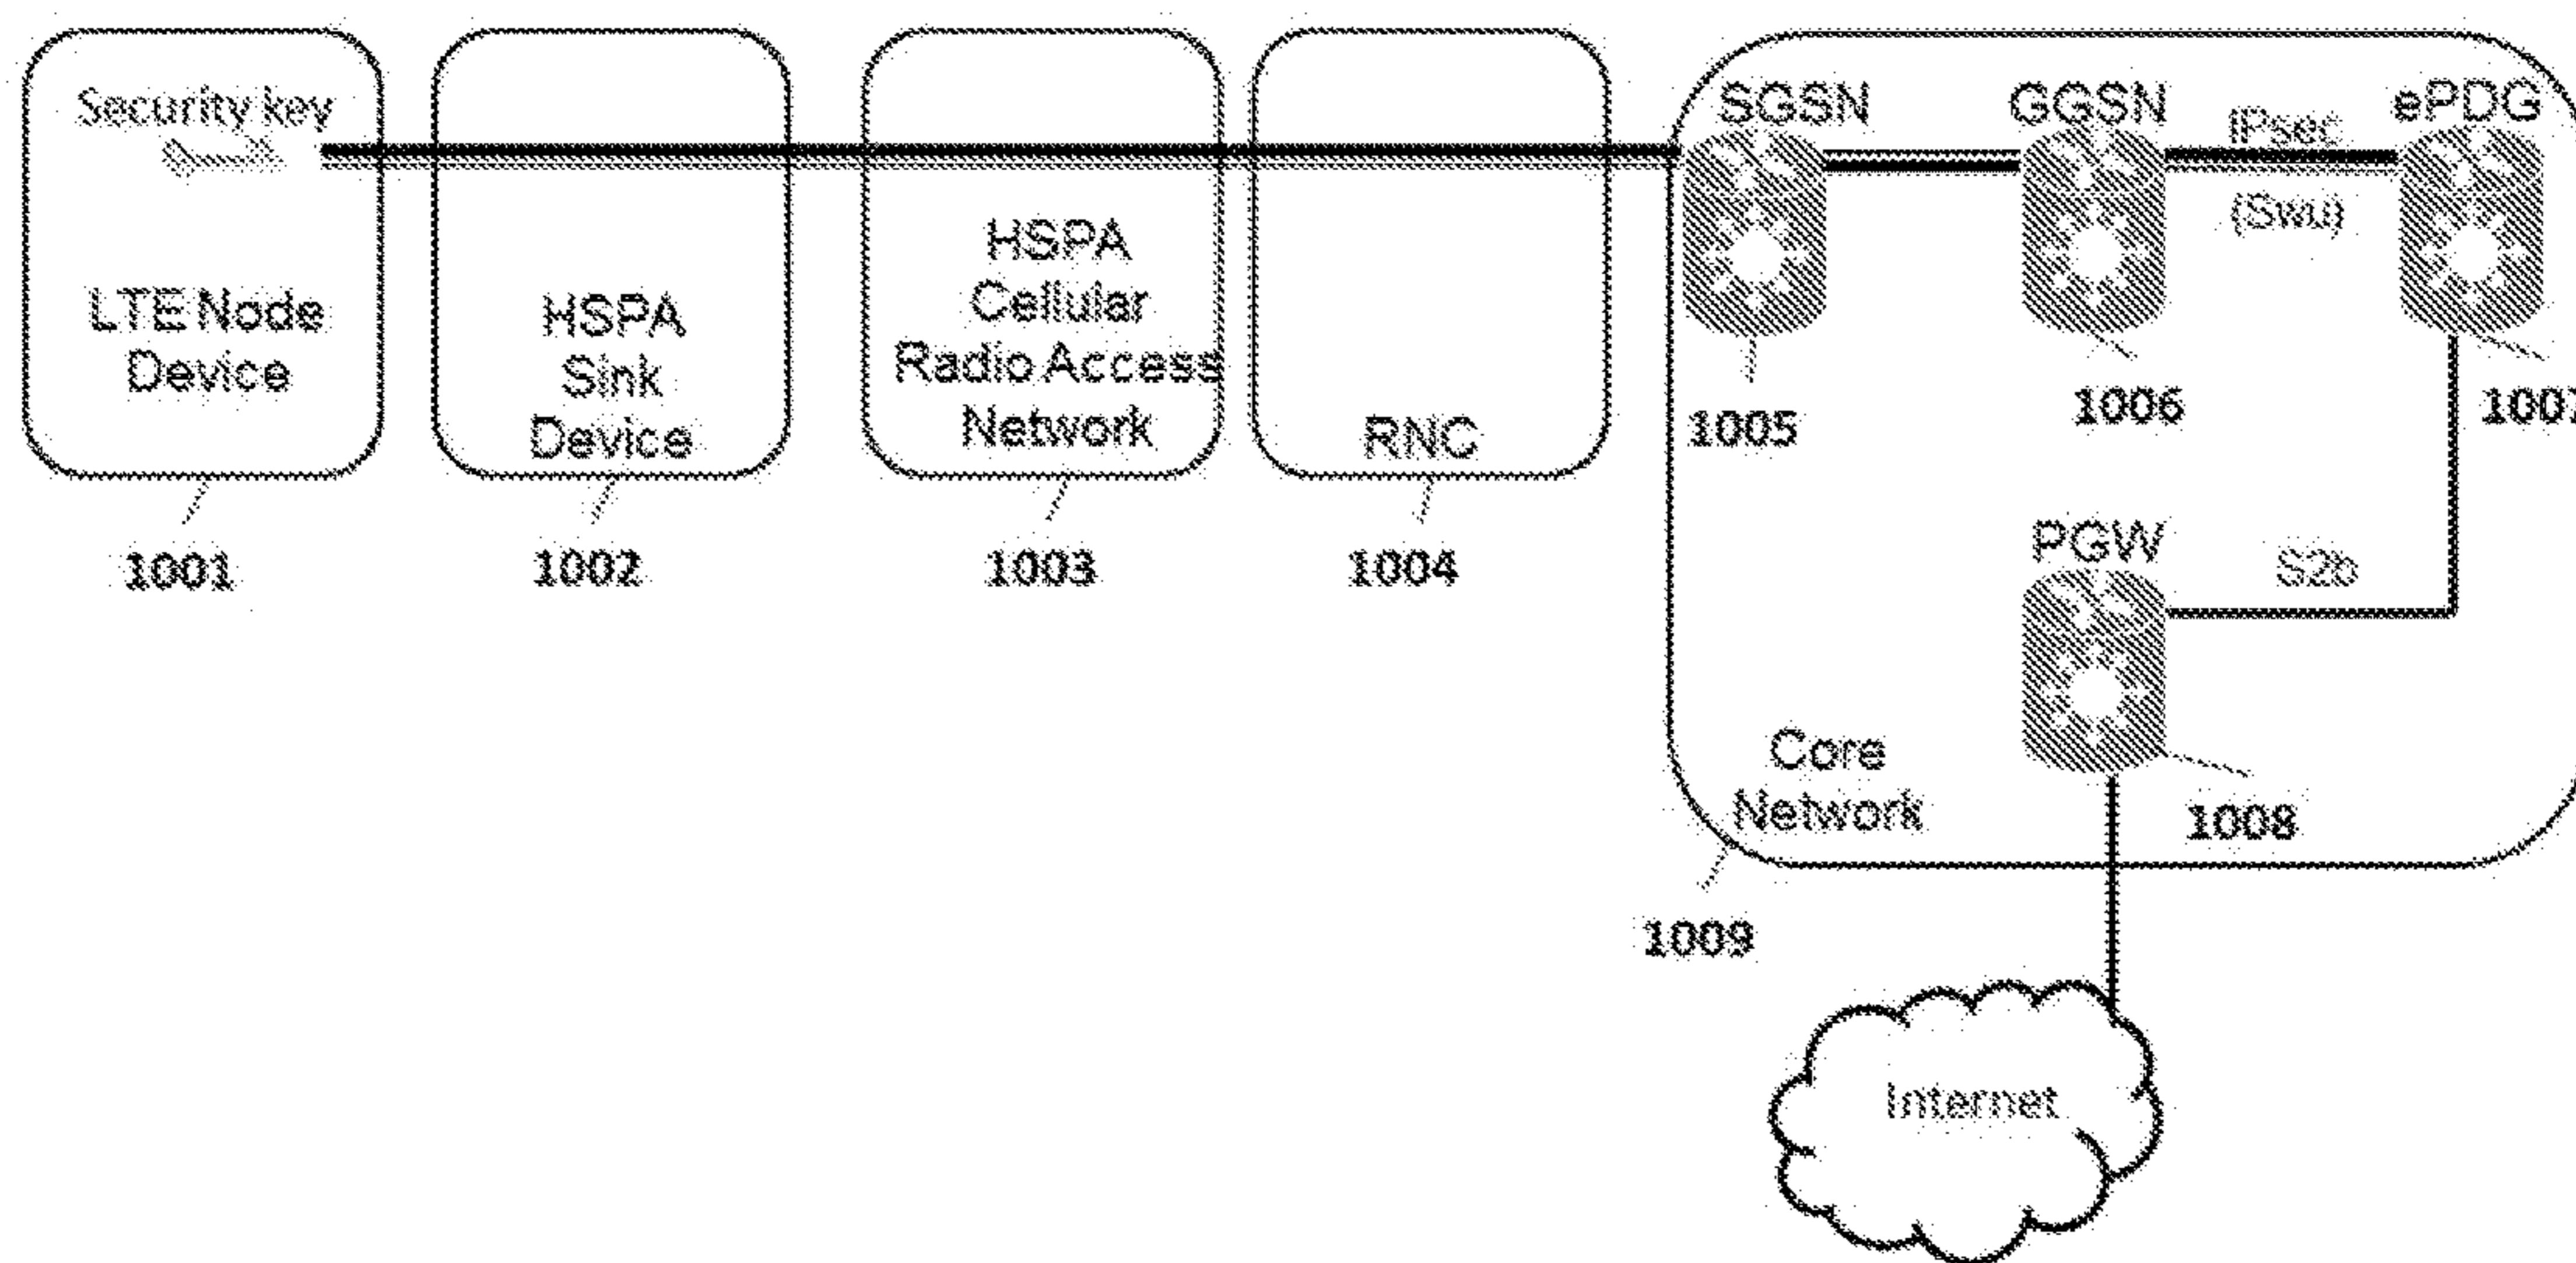 Security key
LTE Node
Device
1001
HSPA
Sink
Device
1002
HSPA
Cellular
Radio Access
Network
1003
RNC
1004
SGSN
1005
GGSN
1006
IPsec
(Swu)
ePDG
1007
PGW
S2b
1008
Core
Network
1009
Internet